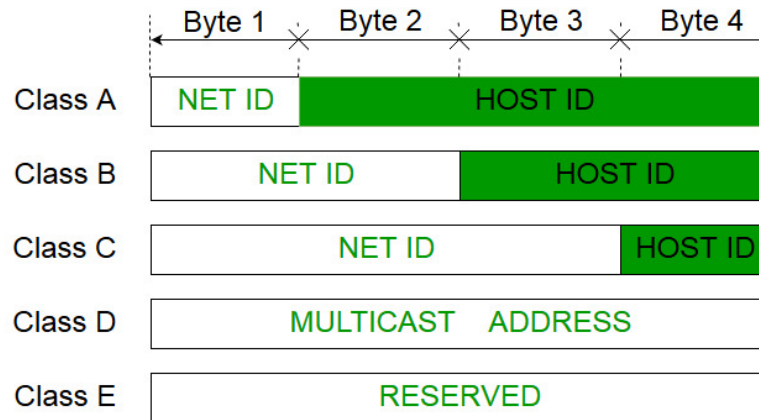 Byte 1 Byte 2 Byte 3 Byte 4
Class A NET ID HOST ID
Class B NET ID HOST ID
Class C NET ID HOST ID
Class D MULTICAST ADDRESS
Class E RESERVED